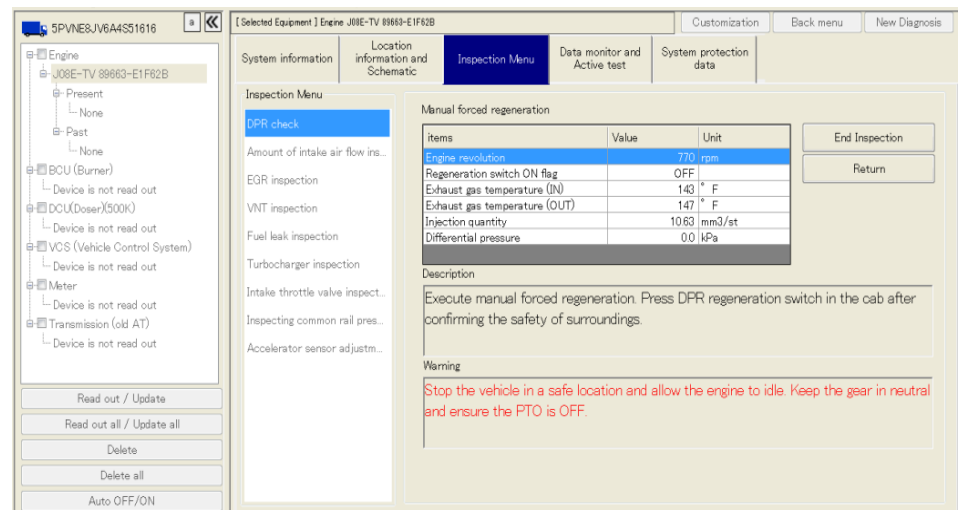 5PVNE8JV6A4S51616
a
[ Selected Equipment ] Engine J08E-TV 89663-E1F62B
Customization
Back menu
New Diagnosis
Engine
J08E-TV 89663-E1F62B
Present
None
Past
None
BCU (Burner)
Device is not read out
DCU(Doser)(500K)
Device is not read out
VCS (Vehicle Control System)
Device is not read out
Meter
Device is not read out
Transmission (old AT)
Device is not read out
Read out / Update
Read out all / Update all
Delete
Delete all
Auto OFF/ON
System information
Location
information and
Schematic
Inspection Menu
Data monitor and
Active test
System protection
data
Inspection Menu
DPR check
Amount of intake air flow ins...
EGR inspection
VNT inspection
Fuel leak inspection
Turbocharger inspection
Intake throttle valve inspect...
Inspecting common rail pres...
Accelerator sensor adjustm...
Manual forced regeneration
items Value Unit
Engine revolution 770 rpm
Regeneration switch ON flag OFF
Exhaust gas temperature (IN) 143 ° F
Exhaust gas temperature (OUT) 147 ° F
Injection quantity 10.63 mm3/st
Differential pressure 0.0 kPa
End Inspection
Return
Description
Execute manual forced regeneration. Press DPR regeneration switch in the cab after
confirming the safety of surroundings.
Warning
Stop the vehicle in a safe location and allow the engine to idle. Keep the gear in neutral
and ensure the PTO is OFF.